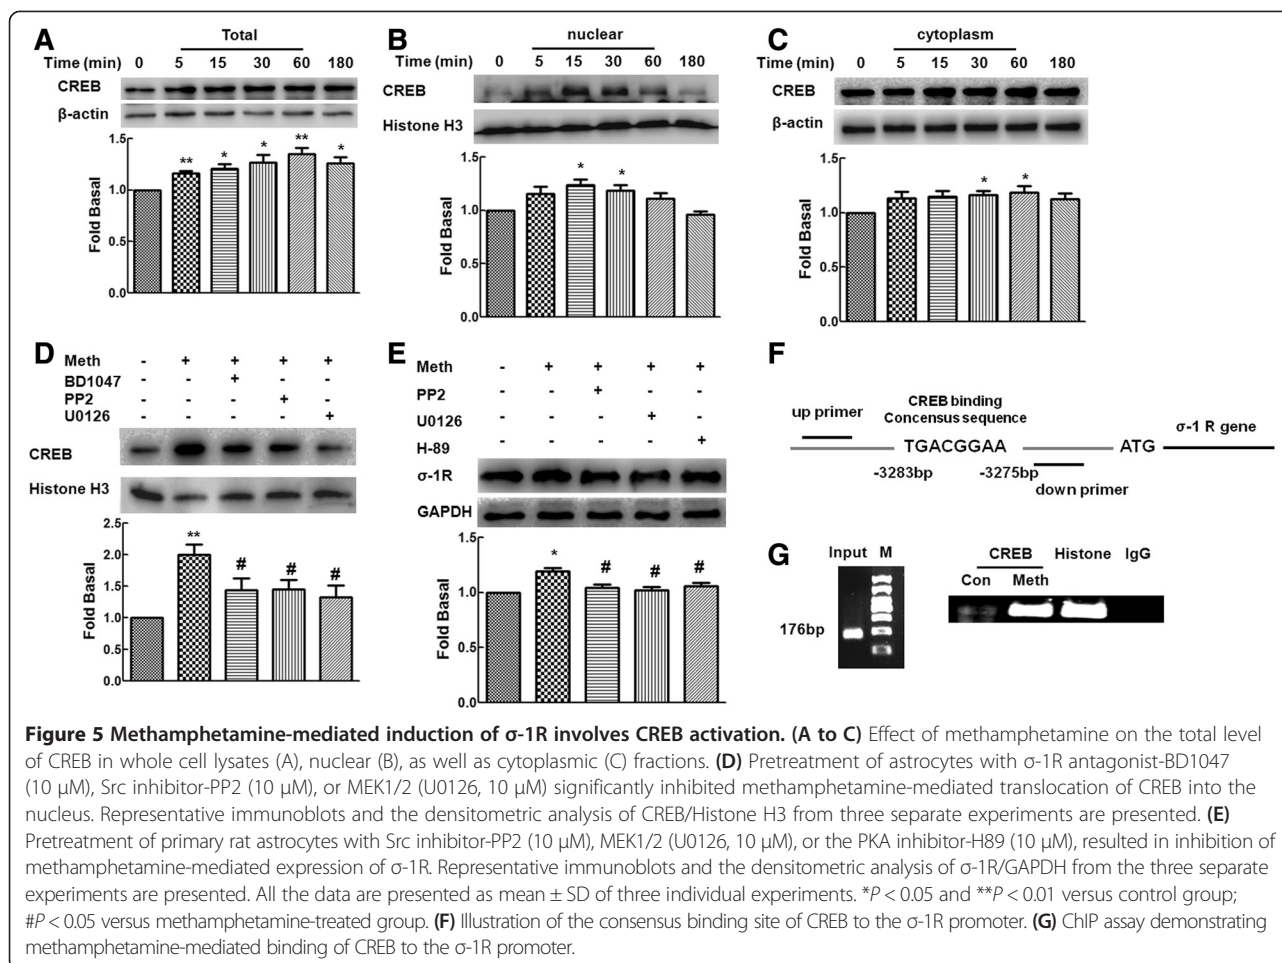 A
Total
Time (min) 0 5 15 30 60 180
CREB
β-actin
Fold Basal
1.5
1.0
0.5
0.0
** * * ** *
B
nuclear
Time (min) 0 5 15 30 60 180
CREB
Histone H3
Fold Basal
1.5
1.0
0.5
0.0
* *
C
cytoplasm
Time (min) 0 5 15 30 60 180
CREB
β-actin
Fold Basal
1.5
1.0
0.5
0.0
* *
D
Meth - + + + +
BD1047 - - + - -
PP2 - - - + -
U0126 - - - - +
CREB
Histone H3
Fold Basal
2.5
2.0
1.5
1.0
0.5
0.0
** # # #
E
Meth - + + + +
PP2 - - + - -
U0126 - - - + -
H-89 - - - - +
σ-1R
GAPDH
Fold Basal
1.5
1.0
0.5
0.0
* # # #
F
up primer
CREB binding
Concensus sequence
TGACGGAA
-3283bp -3275bp
down primer
ATG
σ-1 R gene
G
Input M
176bp
CREB Histone IgG
Con Meth
Figure 5 Methamphetamine-mediated induction of σ-1R involves CREB activation. (A to C) Effect of methamphetamine on the total level
of CREB in whole cell lysates (A), nuclear (B), as well as cytoplasmic (C) fractions. (D) Pretreatment of astrocytes with σ-1R antagonist-BD1047
(10 μM), Src inhibitor-PP2 (10 μM), or MEK1/2 (U0126, 10 μM) significantly inhibited methamphetamine-mediated translocation of CREB into the
nucleus. Representative immunoblots and the densitometric analysis of CREB/Histone H3 from three separate experiments are presented. (E)
Pretreatment of primary rat astrocytes with Src inhibitor-PP2 (10 μM), MEK1/2 (U0126, 10 μM), or the PKA inhibitor-H89 (10 μM), resulted in inhibition of
methamphetamine-mediated expression of σ-1R. Representative immunoblots and the densitometric analysis of σ-1R/GAPDH from the three separate
experiments are presented. All the data are presented as mean ± SD of three individual experiments. *P < 0.05 and **P < 0.01 versus control group;
#P < 0.05 versus methamphetamine-treated group. (F) Illustration of the consensus binding site of CREB to the σ-1R promoter. (G) ChIP assay demonstrating
methamphetamine-mediated binding of CREB to the σ-1R promoter.